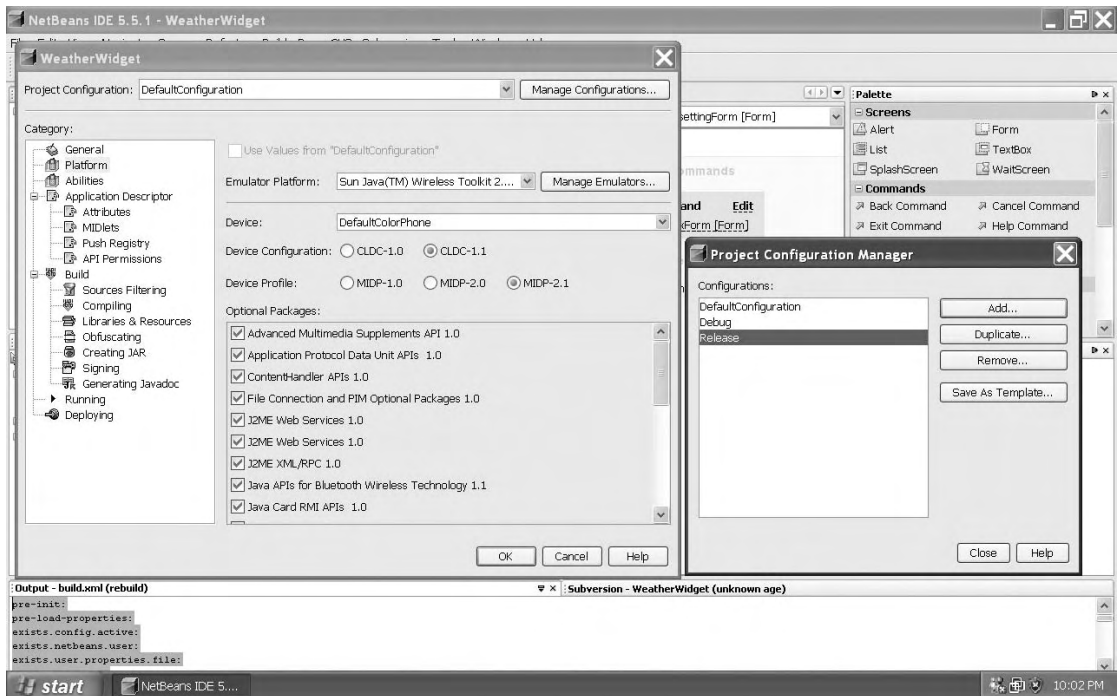 NetBeans IDE 5.5.1 - WeatherWidget
WeatherWidget
Project Configuration: DefaultConfiguration Manage Configurations...
Category:
General
Platform
Abilities
Application Descriptor
Attributes
MIDlets
Push Registry
API Permissions
Build
Sources Filtering
Compiling
Libraries & Resources
Obfuscating
Creating JAR
Signing
Generating Javadoc
Running
Deploying
Use Values from "DefaultConfiguration"
Emulator Platform: Sun Java(TM) Wireless Toolkit 2.... Manage Emulators...
Device: DefaultColorPhone
Device Configuration: CLDC-1.0 CLDC-1.1
Device Profile: MIDP-1.0 MIDP-2.0 MIDP-2.1
Optional Packages:
Advanced Multimedia Supplements API 1.0
Application Protocol Data Unit APIs 1.0
ContentHandler APIs 1.0
File Connection and PIM Optional Packages 1.0
J2ME Web Services 1.0
J2ME Web Services 1.0
J2ME XML/RPC 1.0
Java APIs for Bluetooth Wireless Technology 1.1
Java Card RMI APIs 1.0
OK Cancel Help
settingForm [Form]
ommands
and Edit
Form [Form]
Palette
Screens
Alert Form
List TextBox
SplashScreen WaitScreen
Commands
Back Command Cancel Command
Exit Command Help Command
Project Configuration Manager
Configurations:
DefaultConfiguration
Debug
Release
Add...
Duplicate...
Remove...
Save As Template...
Close Help
Output - build.xml (rebuild)
pre-init:
pre-load-properties:
exists.config.active:
exists.netbeans.user:
exists.user.properties.file:
Subversion - WeatherWidget (unknown age)
start NetBeans IDE 5.... 10:02 PM